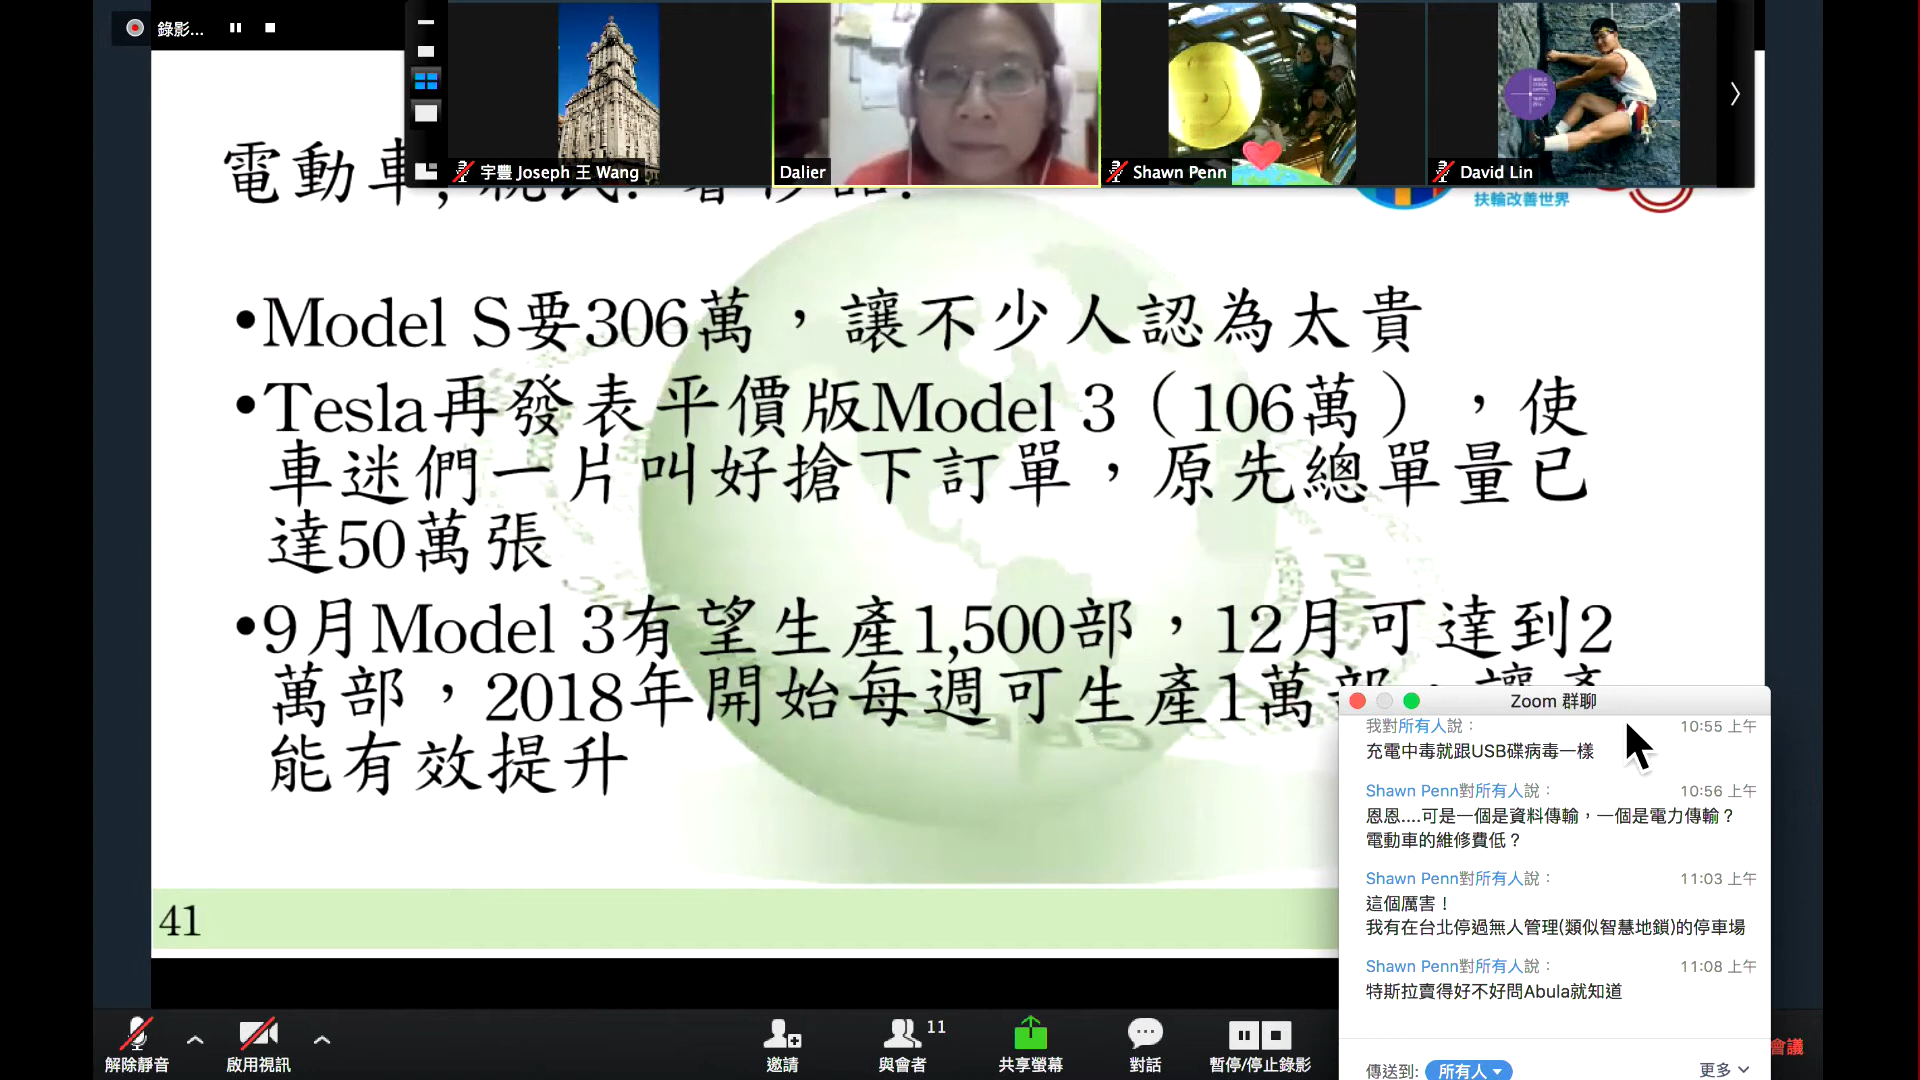 錄影...
宇豐 Joseph 王 Wang
Dalier
Shawn Penn
David Lin
電動車,
扶輪改善世界
•Model S要306萬，讓不少人認為太貴
•Tesla再發表平價版Model 3（106萬），使
車迷們一片叫好搶下訂單，原先總單量已
達50萬張
•9月Model 3有望生產1,500部，12月可達到2
萬部，2018年開始每週可生產1萬部，讓產
能有效提升
41
Zoom 群聊
我對所有人說： 10:55 上午
充電中毒就跟USB碟病毒一樣
Shawn Penn對所有人說： 10:56 上午
恩恩....可是一個是資料傳輸，一個是電力傳輸？
電動車的維修費低？
Shawn Penn對所有人說： 11:03 上午
這個厲害！
我有在台北停過無人管理(類似智慧地鎖)的停車場
Shawn Penn對所有人說： 11:08 上午
特斯拉賣得好不好問Abula就知道
傳送到: 所有人 更多
解除靜音
啟用視訊
邀請
與會者 11
共享螢幕
對話
暫停/停止錄影
會議